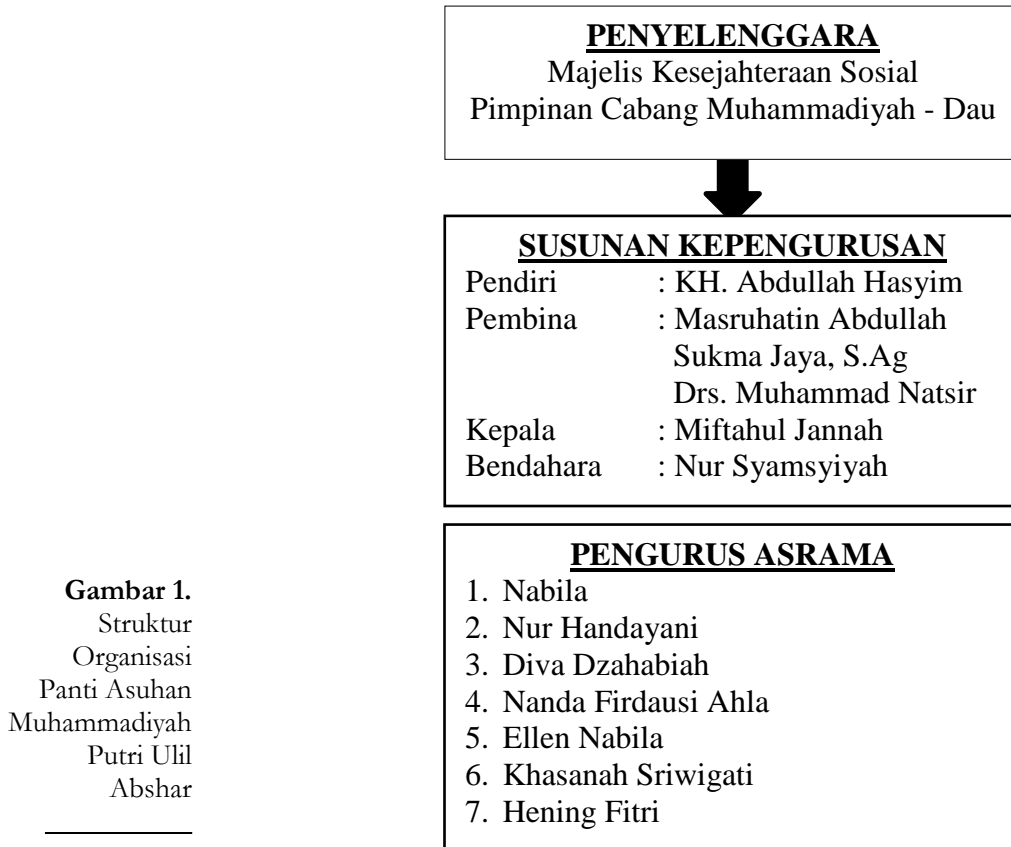 PENYELENGGARA
Majelis Kesejahteraan Sosial
Pimpinan Cabang Muhammadiyah - Dau
SUSUNAN KEPENGURUSAN
Pendiri : KH. Abdullah Hasyim
Pembina : Masruhatin Abdullah
Sukma Jaya, S.Ag
Drs. Muhammad Natsir
Kepala : Miftahul Jannah
Bendahara : Nur Syamsyiyah
PENGURUS ASRAMA
1. Nabila
2. Nur Handayani
3. Diva Dzahabiah
4. Nanda Firdausi Ahla
5. Ellen Nabila
6. Khasanah Sriwigati
7. Hening Fitri
Gambar 1.
Struktur
Organisasi
Panti Asuhan
Muhammadiyah
Putri Ulil
Abshar